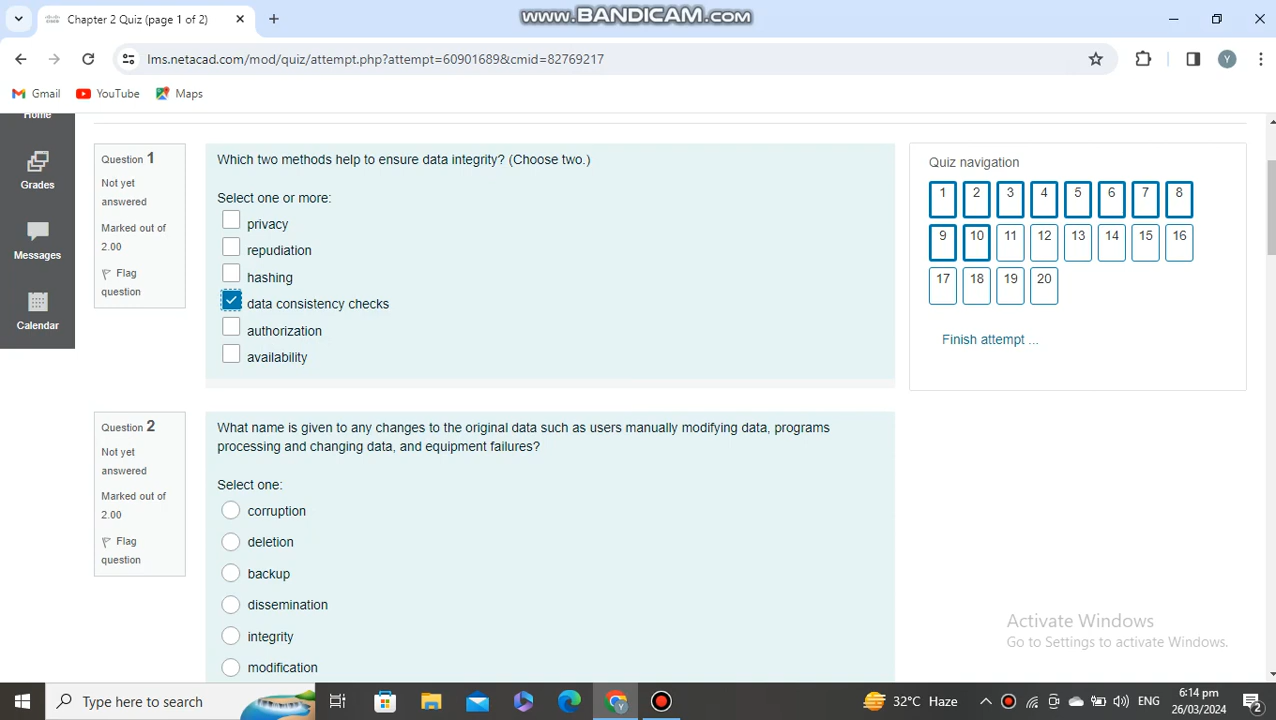 WWW.BANDICAM.COM
Chapter 2 Quiz (page 1 of 2)
lms.netacad.com/mod/quiz/attempt.php?attempt=60901689&cmid=82769217
Y
Gmail
YouTube
Maps
Home
Grades
Messages
Calendar
Question 1
Not yet
answered
Marked out of
2.00
Flag
question
Which two methods help to ensure data integrity? (Choose two.)
Select one or more:
privacy
repudiation
hashing
data consistency checks
authorization
availability
Quiz navigation
1 2 3 4 5 6 7 8
9 10 11 12 13 14 15 16
17 18 19 20
Finish attempt ...
Question 2
Not yet
answered
Marked out of
2.00
Flag
question
What name is given to any changes to the original data such as users manually modifying data, programs
processing and changing data, and equipment failures?
Select one:
corruption
deletion
backup
dissemination
integrity
modification
Activate Windows
Go to Settings to activate Windows.
Type here to search
32°C Haze
ENG
6:14 pm
26/03/2024
2